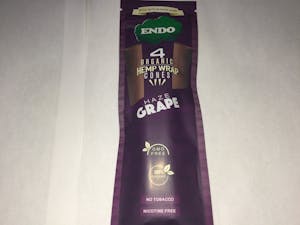 ENDO
4
ORGANIC
HEMP WRAP
CONES
HAZE
GRAPE
GMO
FREE
NO TOBACCO
NICOTINE FREE